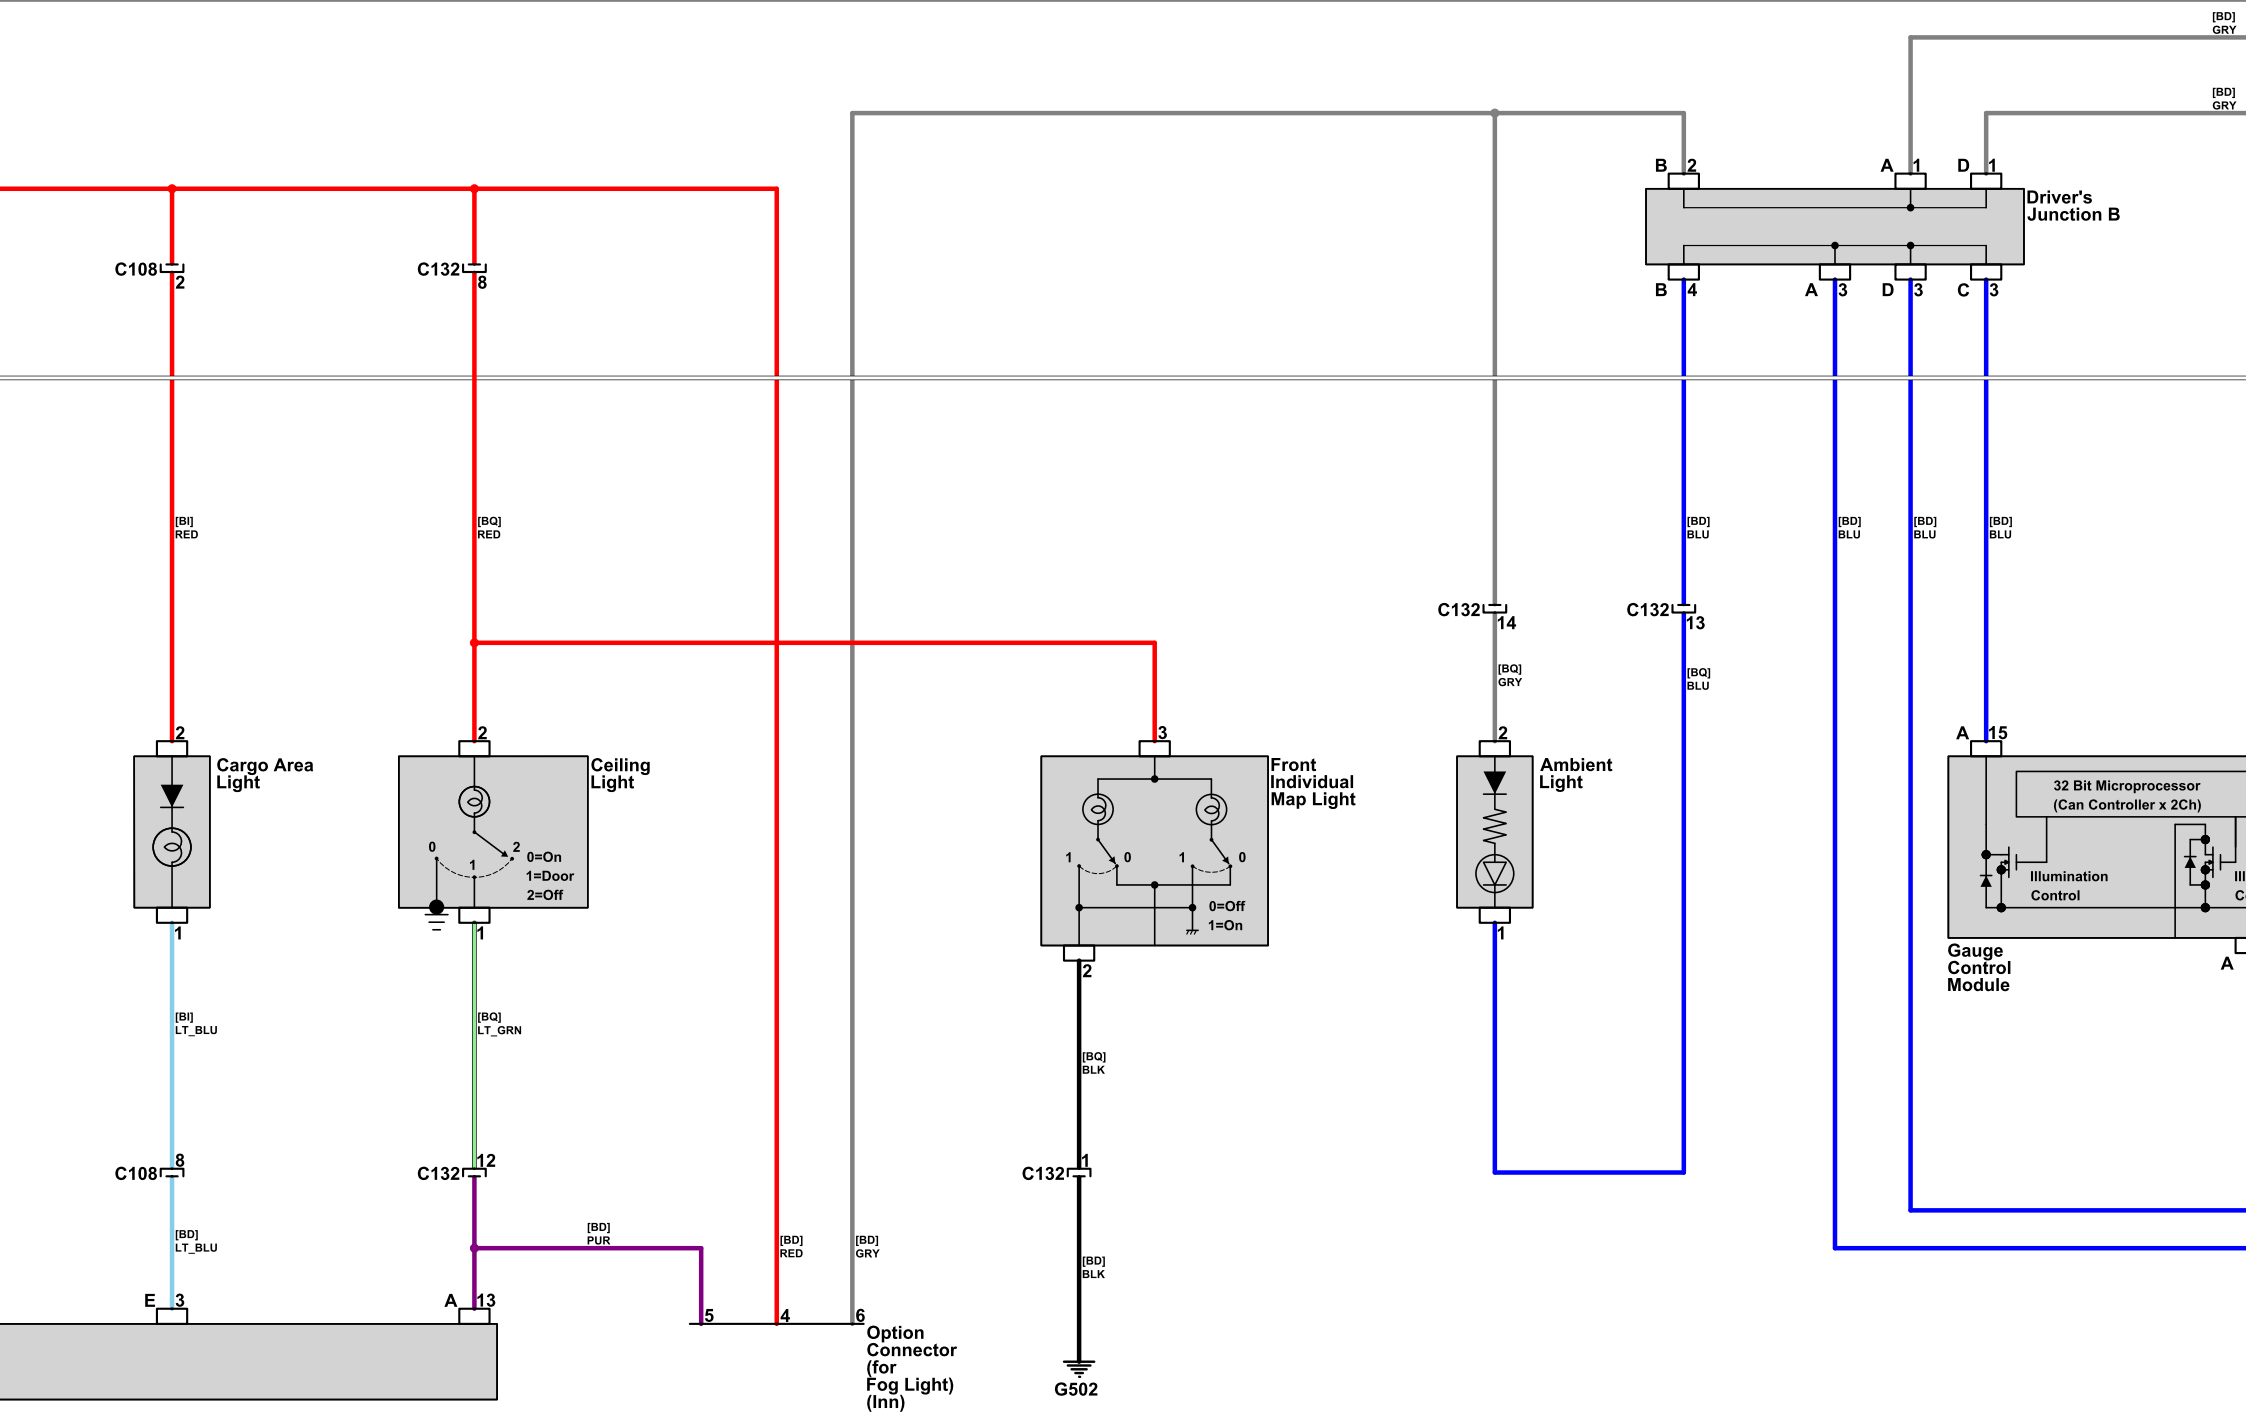 [BD]
GRY
[BD]
GRY
B 2
A 1
D 1
Driver's
Junction B
C108
2
C132
8
B 4
A 3
D 3
C 3
[BI]
RED
[BQ]
RED
[BD]
BLU
[BD]
BLU
[BD]
BLU
[BD]
BLU
C132
14
C132
13
[BQ]
GRY
[BQ]
BLU
2
Cargo Area
Light
1
2
Ceiling
Light
0
1
2
0=On
1=Door
2=Off
1
3
Front
Individual
Map Light
1
0
1
0
0=Off
1=On
2
2
Ambient
Light
1
A 15
32 Bit Microprocessor
(Can Controller x 2Ch)
Illumination
Control
Ill
C
Gauge
Control
Module
A
[BI]
LT_BLU
[BQ]
LT_GRN
[BQ]
BLK
8
C108
12
C132
1
C132
[BD]
LT_BLU
[BD]
PUR
[BD]
RED
[BD]
GRY
[BD]
BLK
E 3
A 13
5
4
6
Option
Connector
(for
Fog Light)
(Inn)
G502